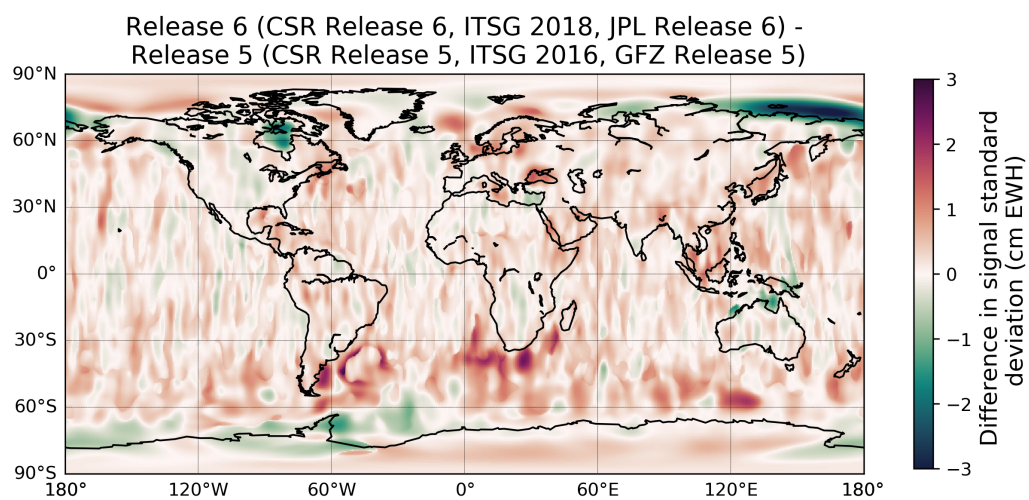 Release 6 (CSR Release 6, ITSG 2018, JPL Release 6) -
Release 5 (CSR Release 5, ITSG 2016, GFZ Release 5)
90°N
60°N
30°N
0°
30°S
60°S
90°S
180°
120°W
60°W
0°
60°E
120°E
180°
3
2
1
0
−1
−2
−3
Difference in signal standard
deviation (cm EWH)